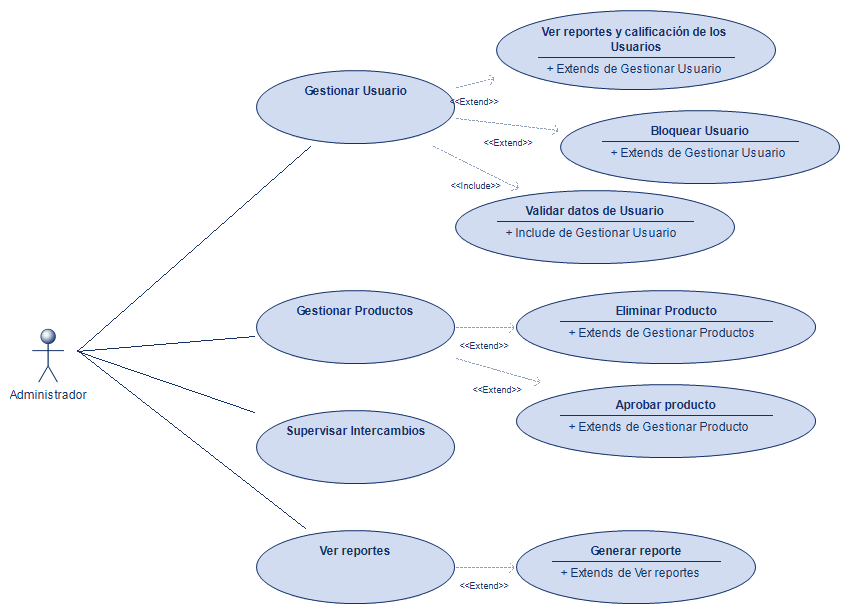 Ver reportes y calificación de los
Usuarios
+ Extends de Gestionar Usuario
Gestionar Usuario
<<Extend>>
Bloquear Usuario
+ Extends de Gestionar Usuario
<<Extend>>
<<Include>>
Validar datos de Usuario
+ Include de Gestionar Usuario
Gestionar Productos
Eliminar Producto
+ Extends de Gestionar Productos
<<Extend>>
<<Extend>>
Administrador
Aprobar producto
+ Extends de Gestionar Producto
Supervisar Intercambios
Ver reportes
Generar reporte
+ Extends de Ver reportes
<<Extend>>